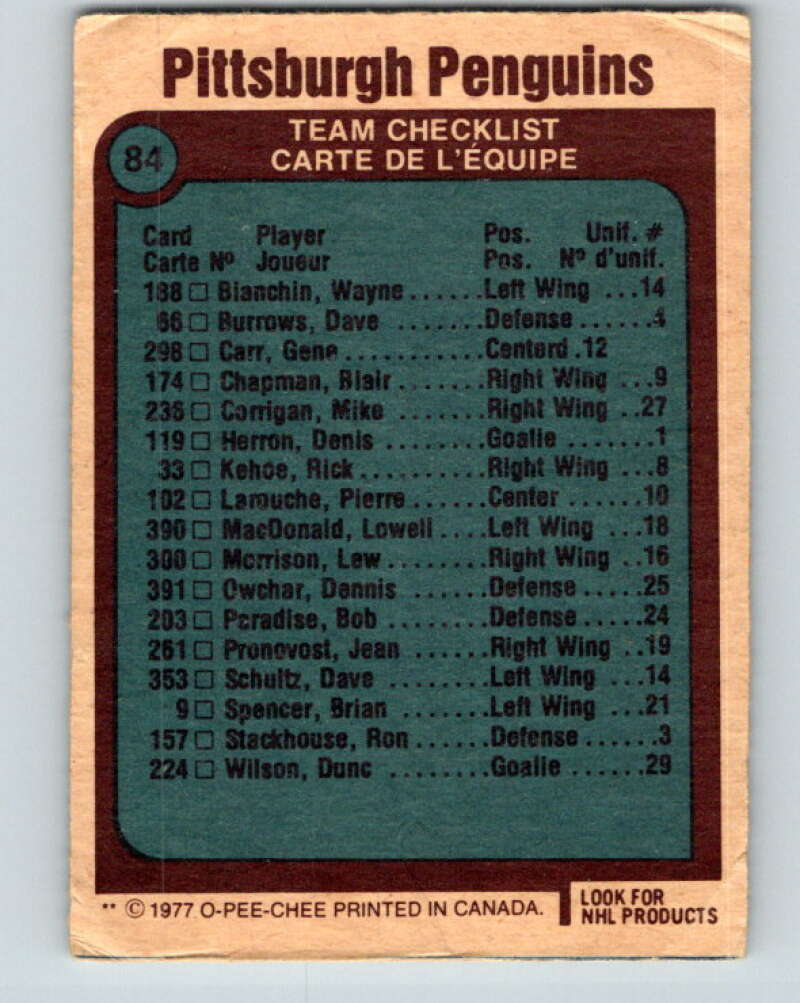 Pittsburgh Penguins
84
TEAM CHECKLIST
CARTE DE L'ÉQUIPE
Card Player Pos. Unif. #
Carte Nº Joueur Pos. Nº d'unif.
188 □ Bianchin, Wayne......Left Wing ...14
66 □ Burrows, Dave ........Defense......4
298 □ Carr, Gene............Centerd .12
174 □ Chapman, Blair........Right Wing ...9
236 □ Corrigan, Mike .......Right Wing ..27
119 □ Herron, Denis .........Goalie .......1
33 □ Kehoe, Rick...........Right Wing ...8
102 □ Larouche, Pierre......Center......10
390 □ MacDonald, Lowell....Left Wing ...18
300 □ Morrison, Lew........Right Wing ..16
391 □ Owchar, Dennis .......Defense.....25
203 □ Paradise, Bob ........Defense.....24
261 □ Pronovost, Jean ......Right Wing ..19
353 □ Schultz, Dave ........Left Wing ...14
9 □ Spencer, Brian .......Left Wing ...21
157 □ Stackhouse, Ron......Defense......3
224 □ Wilson, Dunc ........Goalie ......29
** © 1977 O-PEE-CHEE PRINTED IN CANADA.
LOOK FOR
NHL PRODUCTS